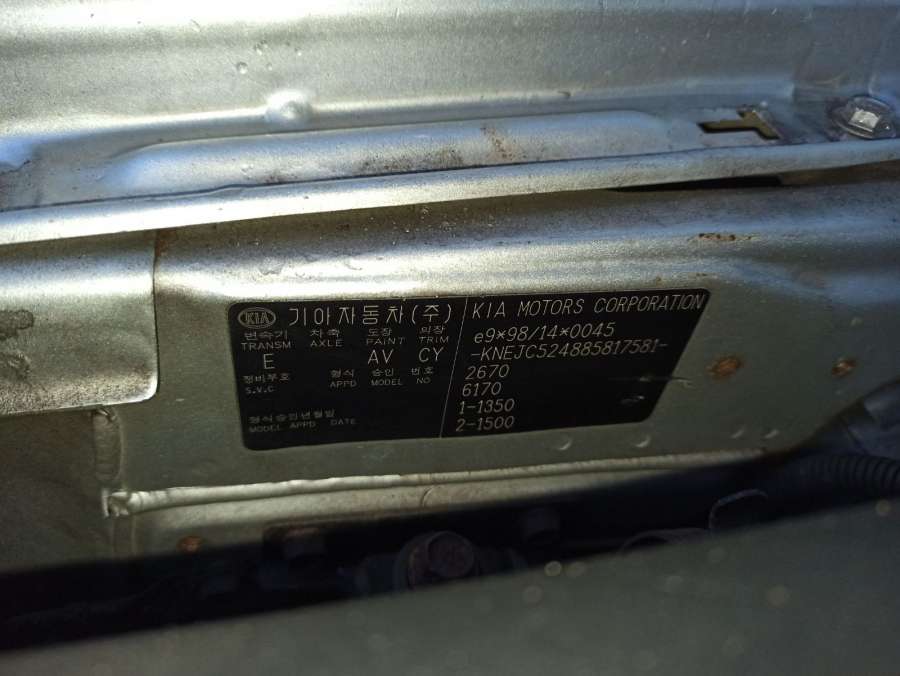 KIA 기아자동차(주)
변속기 차축 도장 의장
TRANSM AXLE PAINT TRIM
E AV CY
정비부호 형식 승인 번호
S.V.C APPD MODEL NO
형식승인년월일
MODEL APPD DATE
KIA MOTORS CORPORATION
e9*98/14*0045
-KNEJC524885817581-
2670
6170
1-1350
2-1500